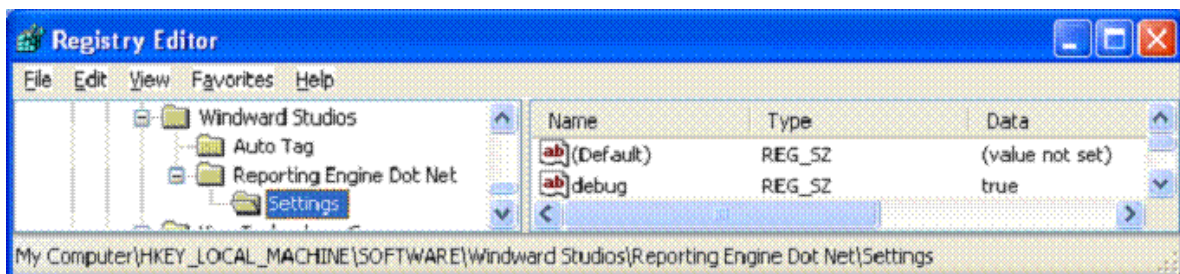 Registry Editor
File Edit View Favorites Help
Windward Studios
Auto Tag
Reporting Engine Dot Net
Settings
Name Type Data
ab (Default) REG_SZ (value not set)
ab debug REG_SZ true
My Computer\HKEY_LOCAL_MACHINE\SOFTWARE\Windward Studios\Reporting Engine Dot Net\Settings